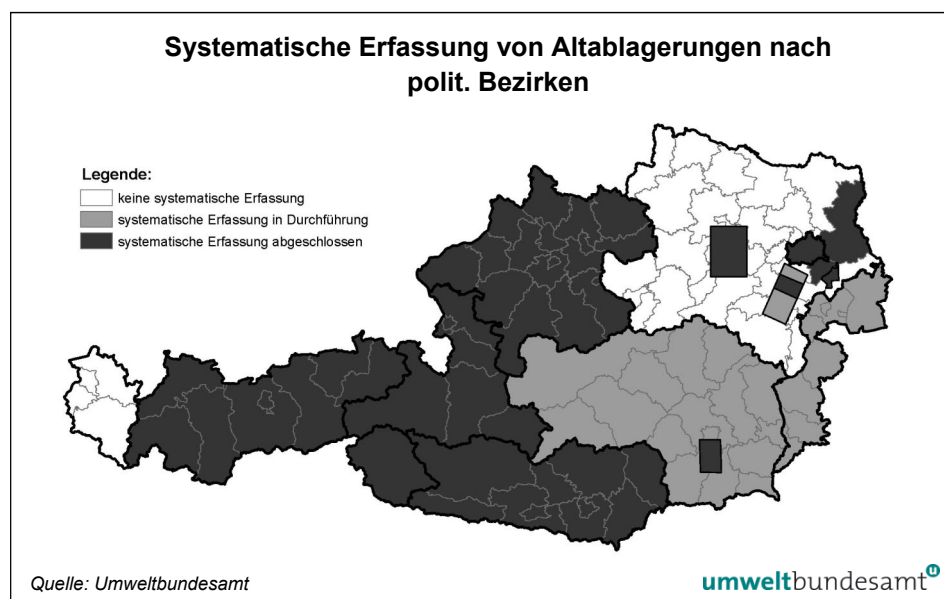 Systematische Erfassung von Altablagerungen nach
polit. Bezirken
Legende:
keine systematische Erfassung
systematische Erfassung in Durchführung
systematische Erfassung abgeschlossen
Quelle: Umweltbundesamt
umweltbundesamt
u